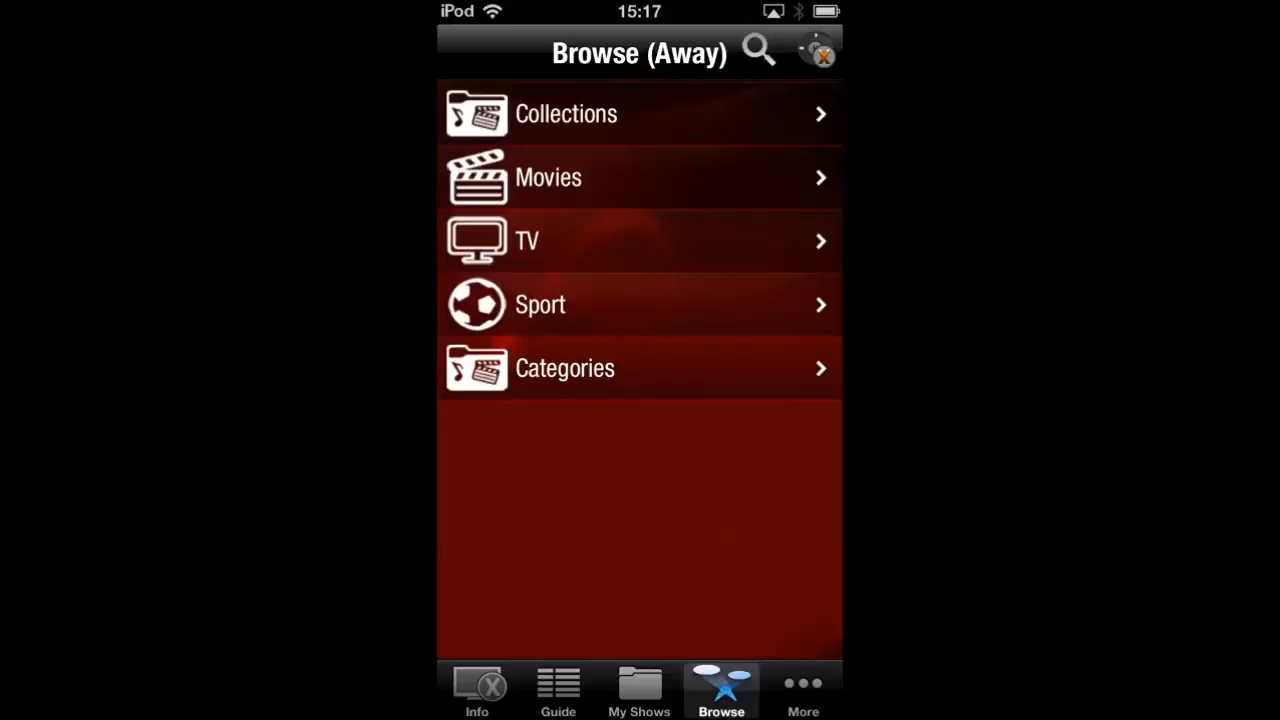 iPod 15:17
Browse (Away)
Collections
Movies
TV
Sport
Categories
Info Guide My Shows Browse More